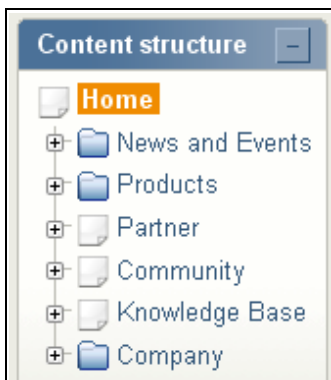 Content structure
Home
News and Events
Products
Partner
Community
Knowledge Base
Company